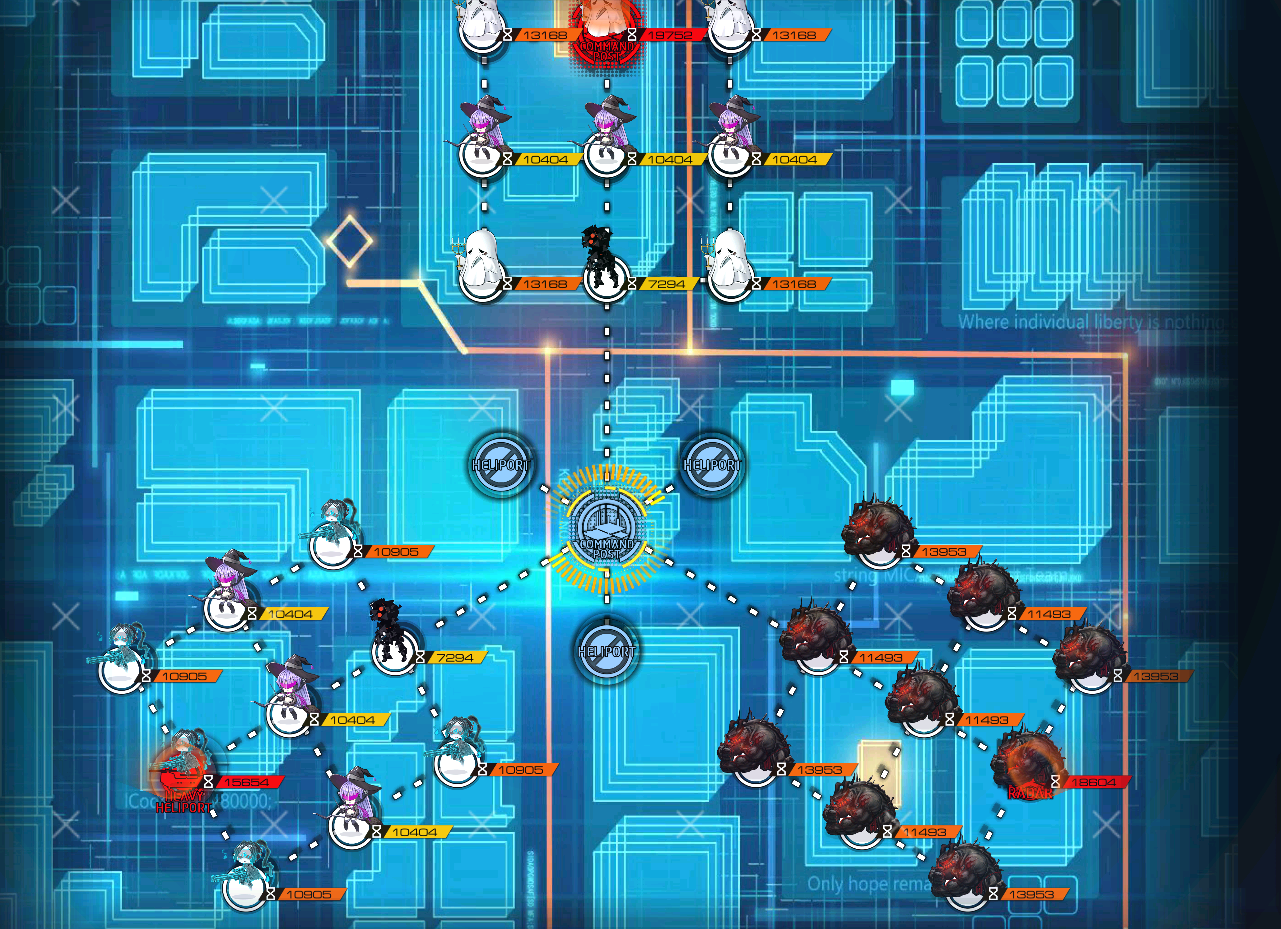 13168
19752
13168
COMMAND
POST
10404
10404
10404
13168
7294
13168
Where individual liberty is nothing
HELIPORT
HELIPORT
COMMAND
POST
10905
13953
10404
11493
HELIPORT
7294
11493
10905
13953
10404
11493
10905
13953
15654
18604
HEAVY
HELIPORT
RADAR
10404
11493
Only hope rema
10905
13953